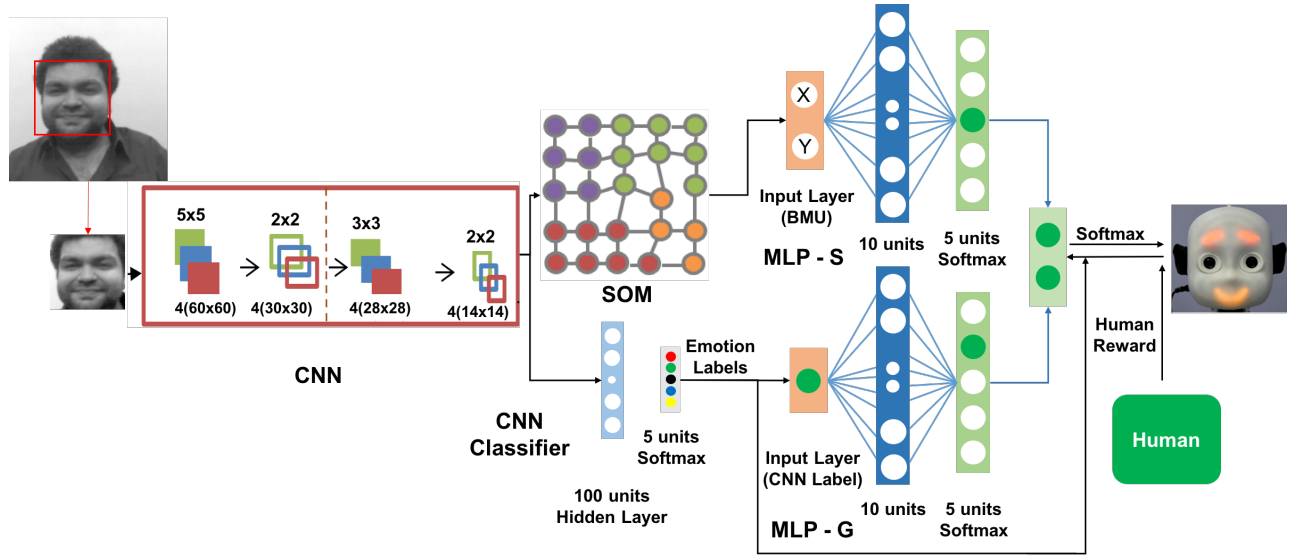 5x5
2x2
3x3
2x2
4(60x60)
4(30x30)
4(28x28)
4(14x14)
CNN
SOM
X
Y
Input Layer
(BMU)
MLP - S
10 units
5 units
Softmax
Softmax
Human
Reward
Human
CNN
Classifier
100 units
Hidden Layer
5 units
Softmax
Emotion
Labels
Input Layer
(CNN Label)
MLP - G
10 units
5 units
Softmax